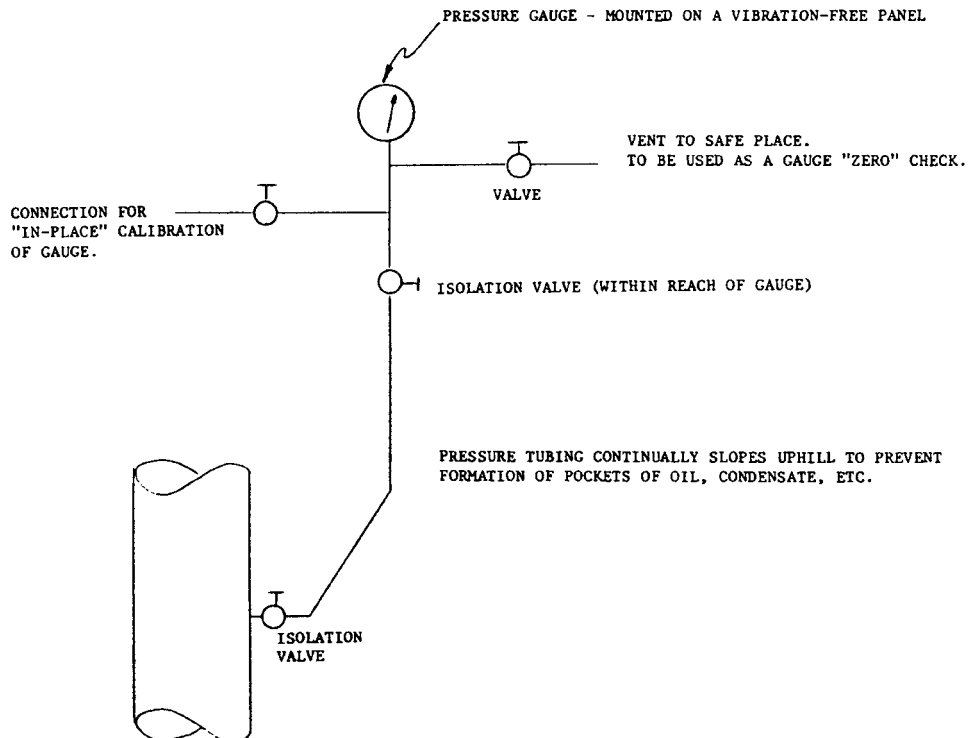 PRESSURE GAUGE - MOUNTED ON A VIBRATION-FREE PANEL
VENT TO SAFE PLACE.
TO BE USED AS A GAUGE "ZERO" CHECK.
VALVE
CONNECTION FOR
"IN-PLACE" CALIBRATION
OF GAUGE.
ISOLATION VALVE (WITHIN REACH OF GAUGE)
PRESSURE TUBING CONTINUALLY SLOPES UPHILL TO PREVENT
FORMATION OF POCKETS OF OIL, CONDENSATE, ETC.
ISOLATION
VALVE